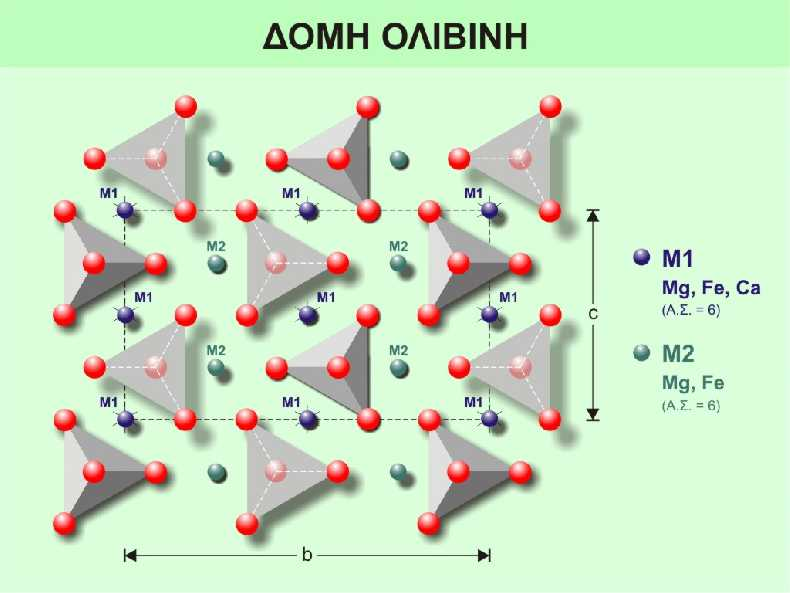 ΔΟΜΗ ΟΛΙΒΙΝΗ
M1 M1 M1
M2 M2
M1 M1 M1
M2 M2
M1 M1 M1
c
b
M1
Mg, Fe, Ca
(Α.Σ. = 6)
M2
Mg, Fe
(Α.Σ. = 6)